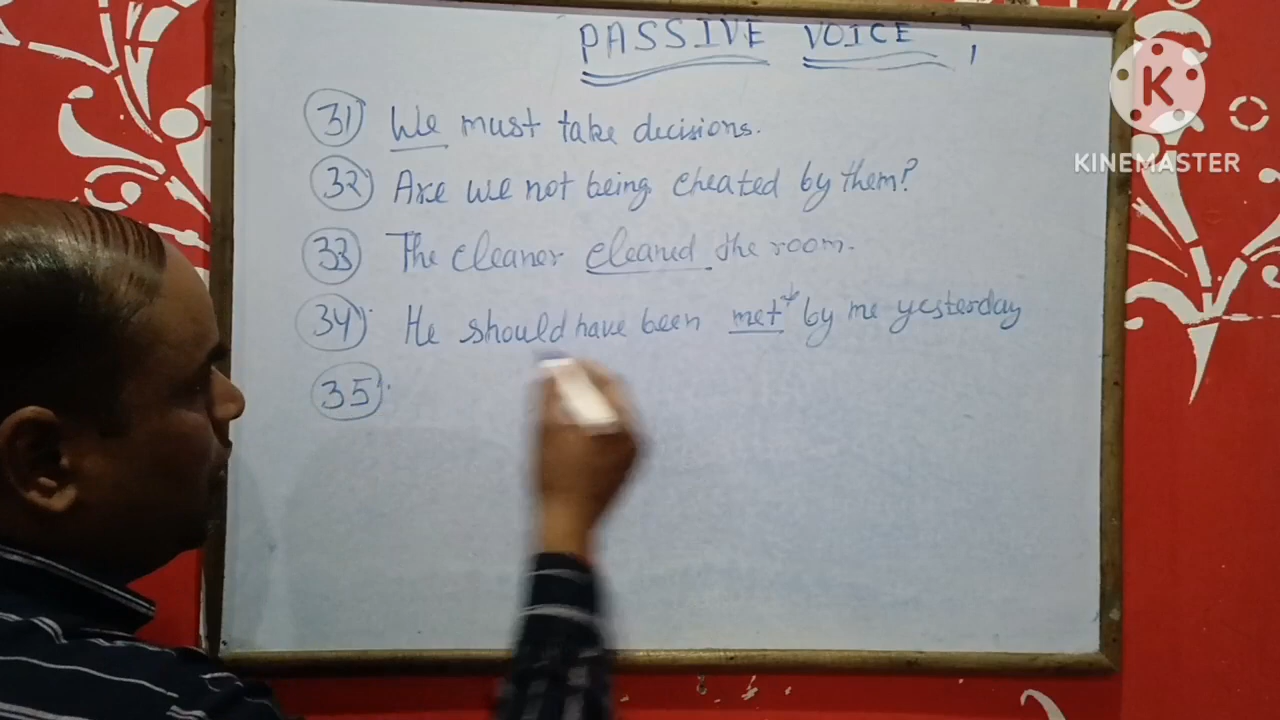 PASSIVE VOICE ;
31 We must take decisions.
32 Are we not being cheated by them?
33 The cleaner cleaned the room.
34 He should have been met by me yesterday
35
K
KINEMASTER